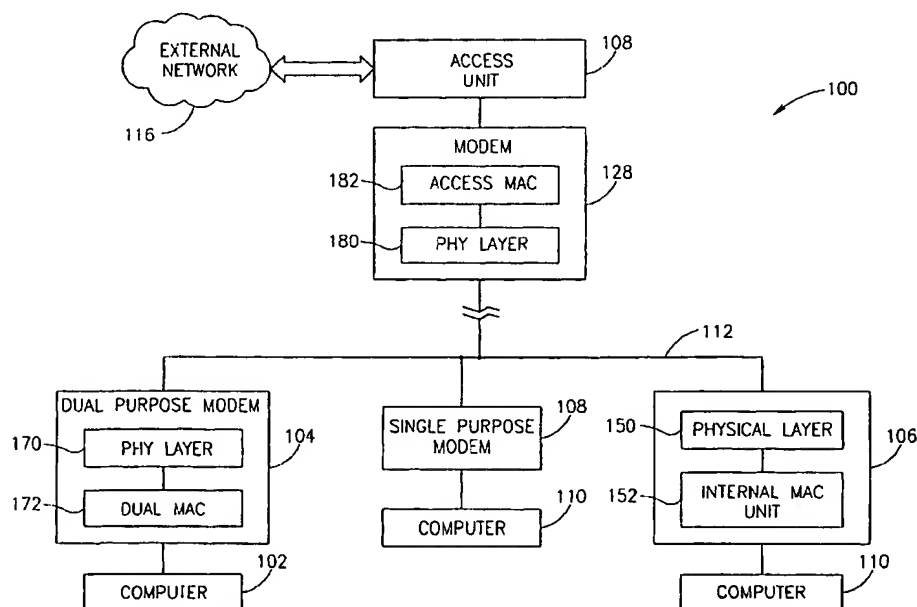 EXTERNAL
NETWORK
116
ACCESS
UNIT
108
100
MODEM
182
ACCESS MAC
128
180
PHY LAYER
112
DUAL PURPOSE MODEM
170
PHY LAYER
104
172
DUAL MAC
102
COMPUTER
SINGLE PURPOSE
MODEM
108
COMPUTER
110
150
PHYSICAL LAYER
106
152
INTERNAL MAC
UNIT
COMPUTER
110